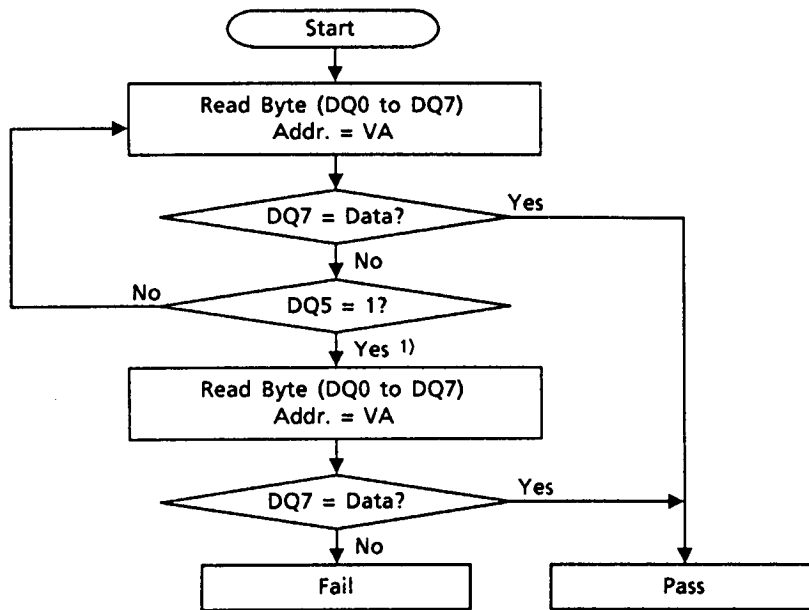 Start
Read Byte (DQ0 to DQ7)
Addr. = VA
DQ7 = Data?
Yes
No
No
DQ5 = 1?
Yes 1)
Read Byte (DQ0 to DQ7)
Addr. = VA
DQ7 = Data?
Yes
No
Fail
Pass